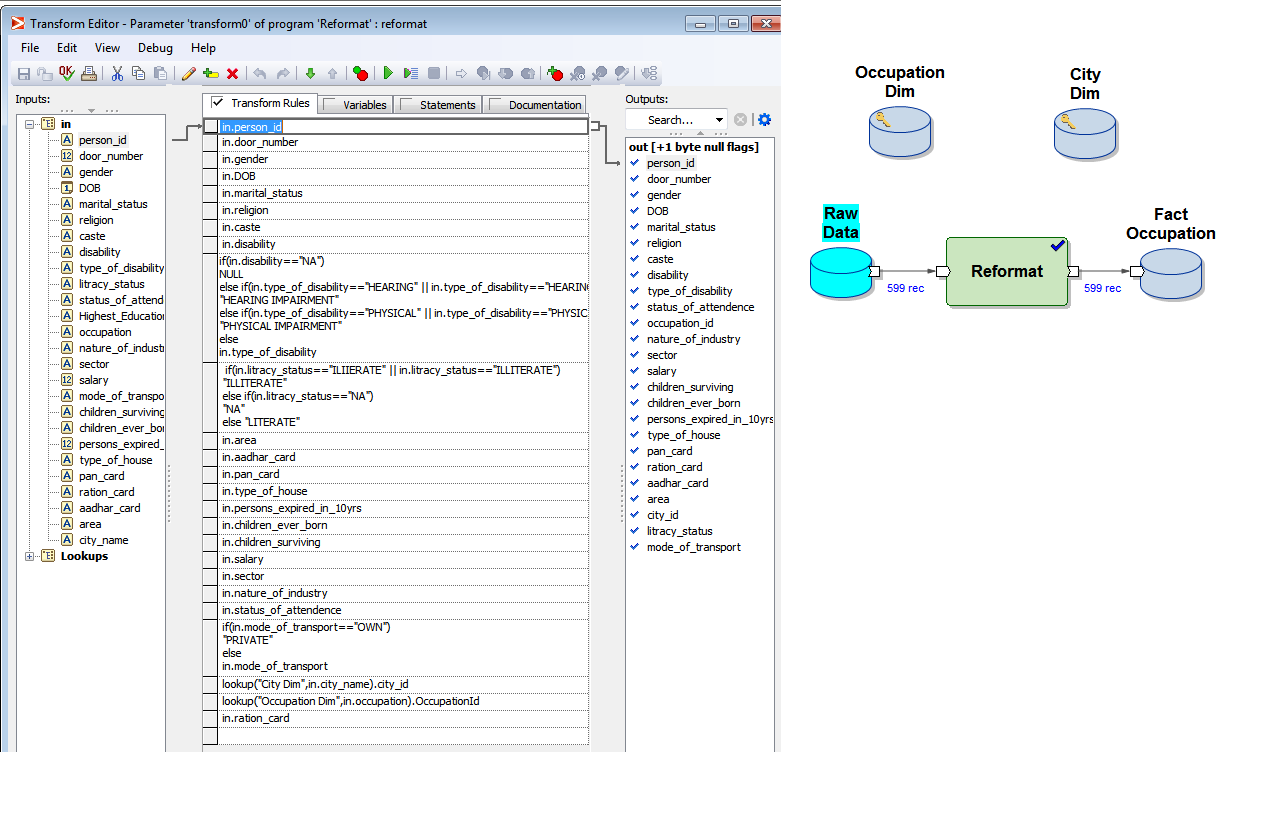 Transform Editor - Parameter 'transform0' of program 'Reformat' : reformat
File Edit View Debug Help
Inputs:
in
person_id
door_number
gender
DOB
marital_status
religion
caste
disability
type_of_disability
litracy_status
status_of_attend
Highest_Educatio
occupation
nature_of_industr
sector
salary
mode_of_transpo
children_surviving
children_ever_bor
persons_expired_
type_of_house
pan_card
ration_card
aadhar_card
area
city_name
Lookups
Transform Rules Variables Statements Documentation
in.person_id
in.door_number
in.gender
in.DOB
in.marital_status
in.religion
in.caste
in.disability
if(in.disability=="NA")
NULL
else if(in.type_of_disability=="HEARING" || in.type_of_disability=="HEARING
"HEARING IMPAIRMENT"
else if(in.type_of_disability=="PHYSICAL" || in.type_of_disability=="PHYSIC
"PHYSICAL IMPAIRMENT"
else
in.type_of_disability
if(in.litracy_status=="ILIIERATE" || in.litracy_status=="ILLITERATE")
"ILLITERATE"
else if(in.litracy_status=="NA")
"NA"
else "LITERATE"
in.area
in.aadhar_card
in.pan_card
in.type_of_house
in.persons_expired_in_10yrs
in.children_ever_born
in.children_surviving
in.salary
in.sector
in.nature_of_industry
in.status_of_attendence
if(in.mode_of_transport=="OWN")
"PRIVATE"
else
in.mode_of_transport
lookup("City Dim",in.city_name).city_id
lookup("Occupation Dim",in.occupation).OccupationId
in.ration_card
Outputs:
Search...
out [+1 byte null flags]
person_id
door_number
gender
DOB
marital_status
religion
caste
disability
type_of_disability
status_of_attendence
occupation_id
nature_of_industry
sector
salary
children_surviving
children_ever_born
persons_expired_in_10yrs
type_of_house
pan_card
ration_card
aadhar_card
area
city_id
litracy_status
mode_of_transport
Occupation
Dim
City
Dim
Raw
Data
599 rec
Reformat
599 rec
Fact
Occupation